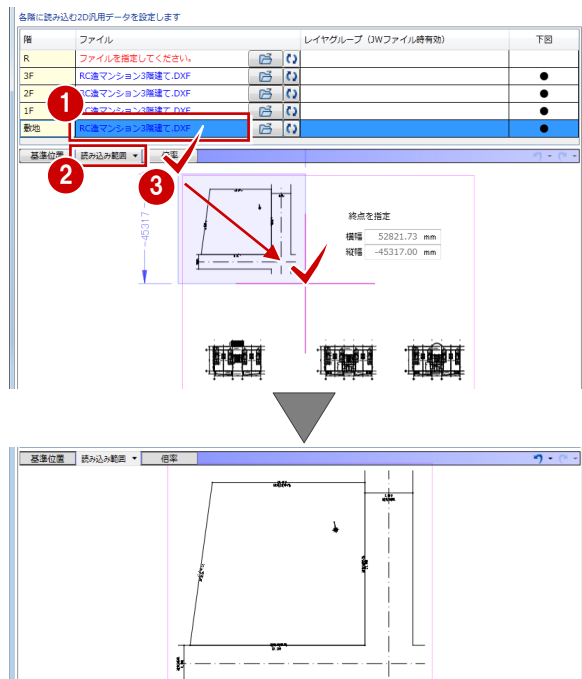 各階に読み込む2D汎用データを設定します
階 ファイル レイヤグループ（JWファイル時有効） 下図
R ファイルを指定してください。
3F RC造マンション3階建て.DXF ●
2F RC造マンション3階建て.DXF ●
1F RC造マンション3階建て.DXF ●
敷地 RC造マンション3階建て.DXF ●
1
基準位置 読み込み範囲 倍率
2
3
終点を指定
横幅 52821.73 mm
縦幅 -45317.00 mm
-45317
基準位置 読み込み範囲 倍率